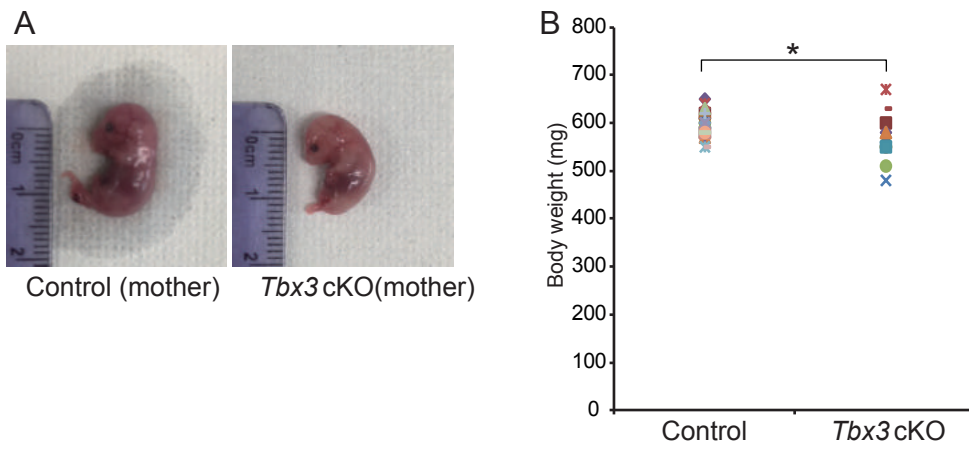 A
0cm
1
2
Control (mother)
0cm
1
2
Tbx3 cKO(mother)
B
Body weight (mg)
800
700
600
500
400
300
200
100
0
*
Control
Tbx3 cKO